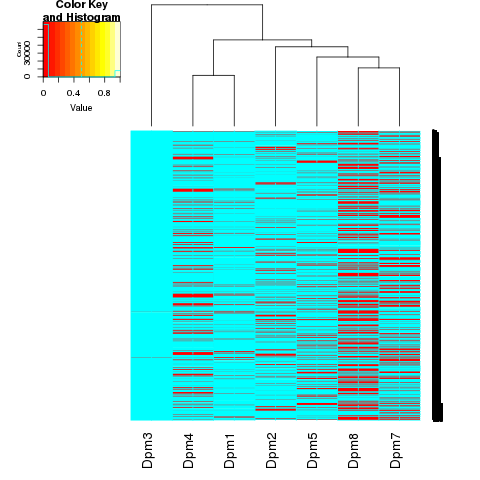 Color Key
and Histogram
Count
0
30000
0
0.4
0.8
Value
Dpm3
Dpm4
Dpm1
Dpm2
Dpm5
Dpm8
Dpm7